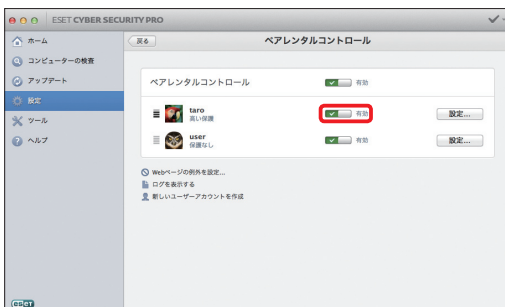 ESET CYBER SECURITY PRO
ホーム
コンピューターの検査
アップデート
設定
ツール
ヘルプ
戻る
ペアレンタルコントロール
ペアレンタルコントロール
有効
taro
高い保護
有効
設定...
user
保護なし
有効
設定...
Webページの例外を設定...
ログを表示する
新しいユーザーアカウントを作成
eset